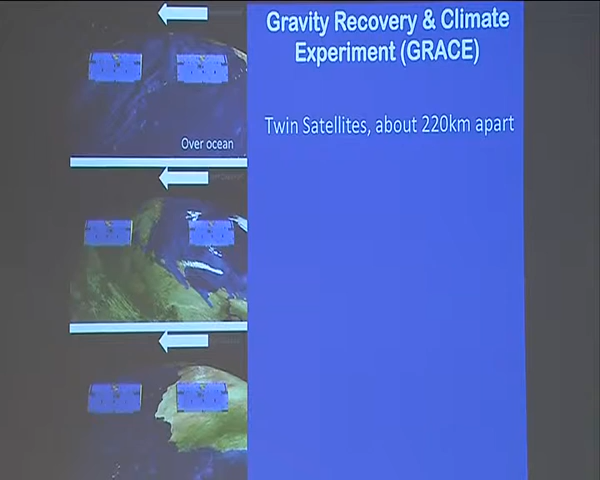 Gravity Recovery & Climate
Experiment (GRACE)
Twin Satellites, about 220km apart
Over ocean